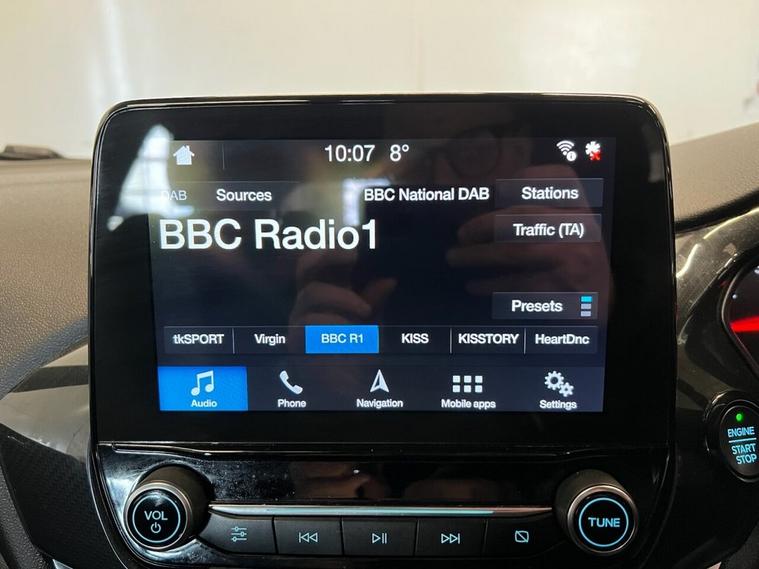 10:07 8°
DAB Sources BBC National DAB Stations
BBC Radio1
Traffic (TA)
Presets
tkSPORT Virgin BBC R1 KISS KISSTORY HeartDnc
Audio Phone Navigation Mobile apps Settings
ENGINE
START
STOP
VOL
TUNE